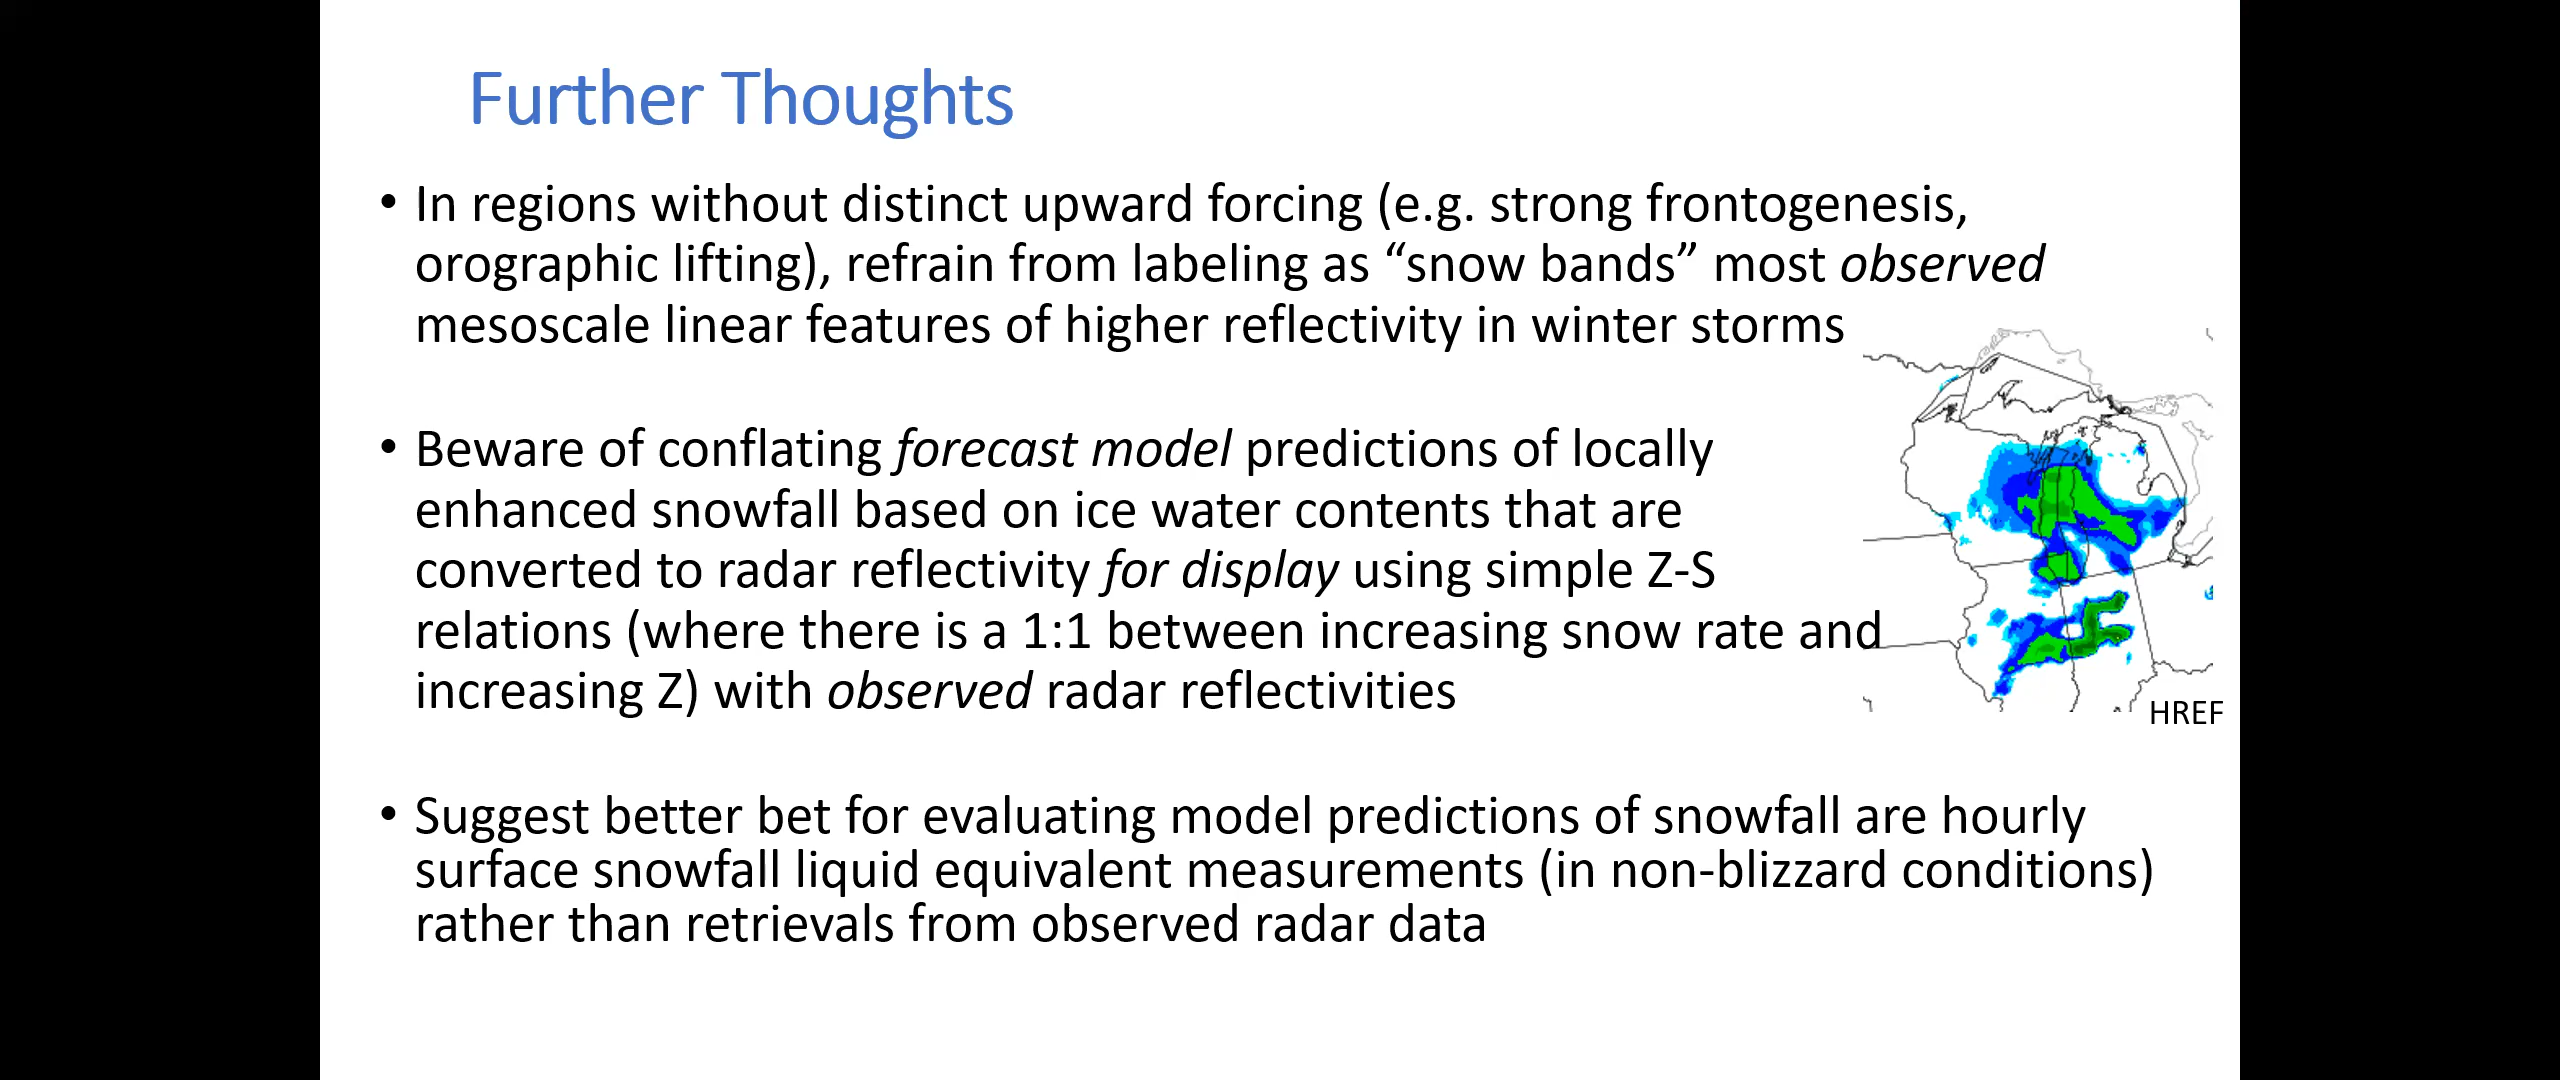 Further Thoughts
• In regions without distinct upward forcing (e.g. strong frontogenesis,
orographic lifting), refrain from labeling as “snow bands” most observed
mesoscale linear features of higher reflectivity in winter storms
• Beware of conflating forecast model predictions of locally
enhanced snowfall based on ice water contents that are
converted to radar reflectivity for display using simple Z-S
relations (where there is a 1:1 between increasing snow rate and
increasing Z) with observed radar reflectivities
HREF
• Suggest better bet for evaluating model predictions of snowfall are hourly
surface snowfall liquid equivalent measurements (in non-blizzard conditions)
rather than retrievals from observed radar data